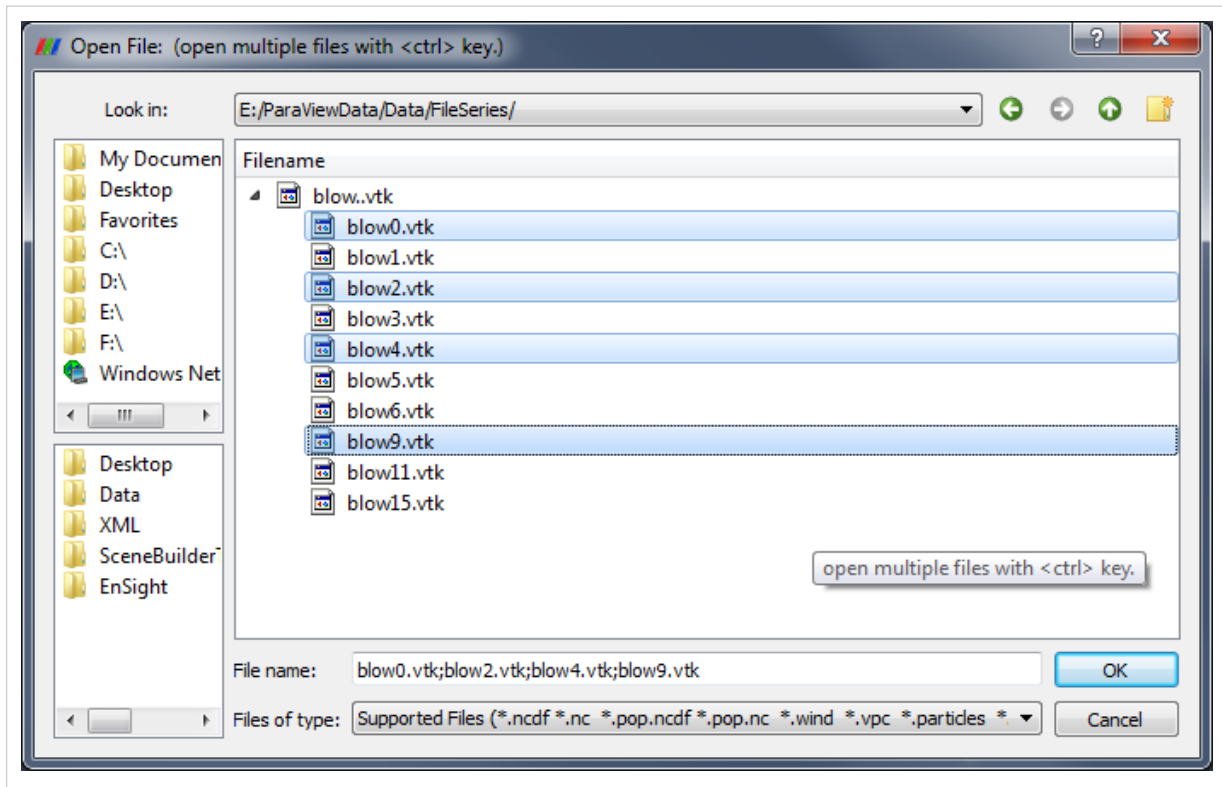 Open File: (open multiple files with <ctrl> key.)
?
X
Look in:
E:/ParaViewData/Data/FileSeries/
My Documen
Desktop
Favorites
C:\
D:\
E:\
F:\
Windows Net
Desktop
Data
XML
SceneBuilder
EnSight
Filename
blow..vtk
blow0.vtk
blow1.vtk
blow2.vtk
blow3.vtk
blow4.vtk
blow5.vtk
blow6.vtk
blow9.vtk
blow11.vtk
blow15.vtk
open multiple files with <ctrl> key.
File name:
blow0.vtk;blow2.vtk;blow4.vtk;blow9.vtk
OK
Files of type:
Supported Files (*.ncdf *.nc *.pop.ncdf *.pop.nc *.wind *.vpc *.particles *.
Cancel